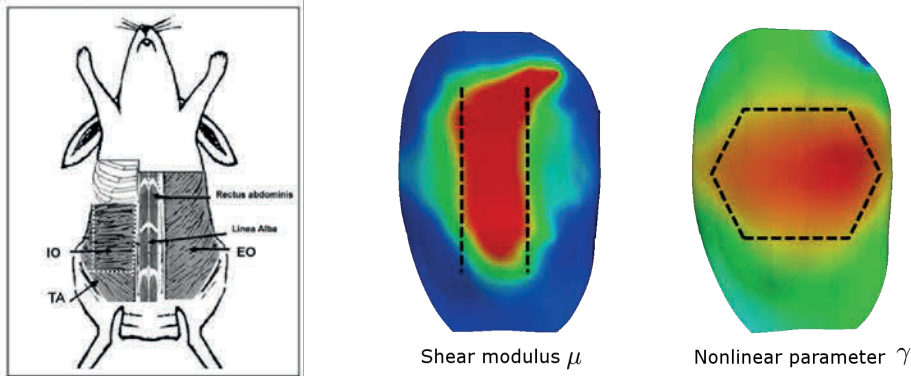 Rectus abdominis
Linea Alba
IO
EO
TA
Shear modulus μ
Nonlinear parameter γ